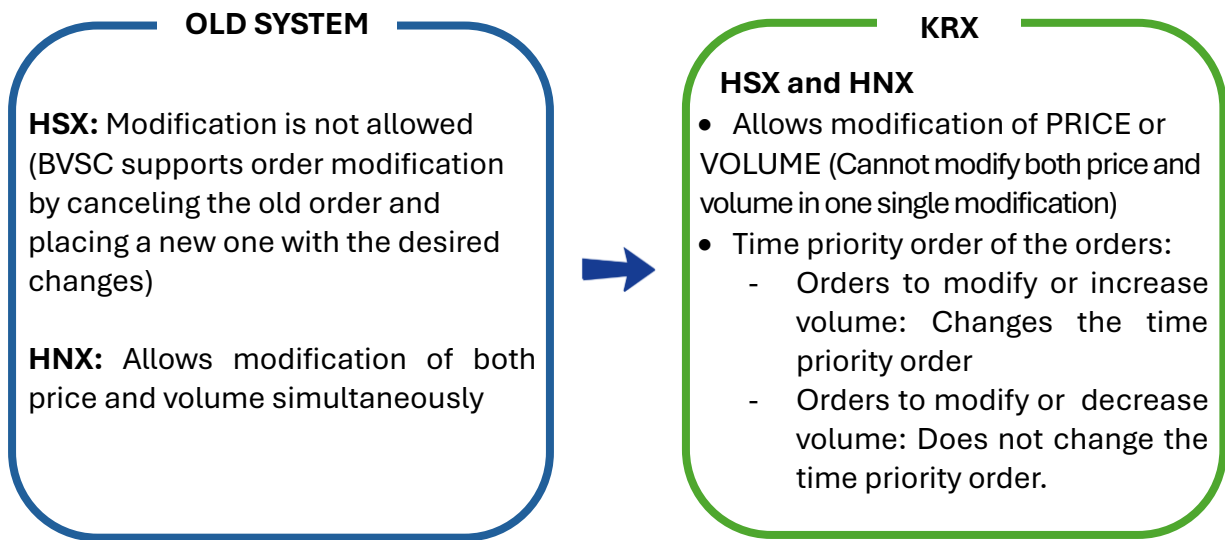 OLD SYSTEM
HSX: Modification is not allowed
(BVSC supports order modification
by canceling the old order and
placing a new one with the desired
changes)
HNX: Allows modification of both
price and volume simultaneously
KRX
HSX and HNX
• Allows modification of PRICE or
VOLUME (Cannot modify both price and
volume in one single modification)
• Time priority order of the orders:
- Orders to modify or increase
volume: Changes the time
priority order
- Orders to modify or decrease
volume: Does not change the
time priority order.